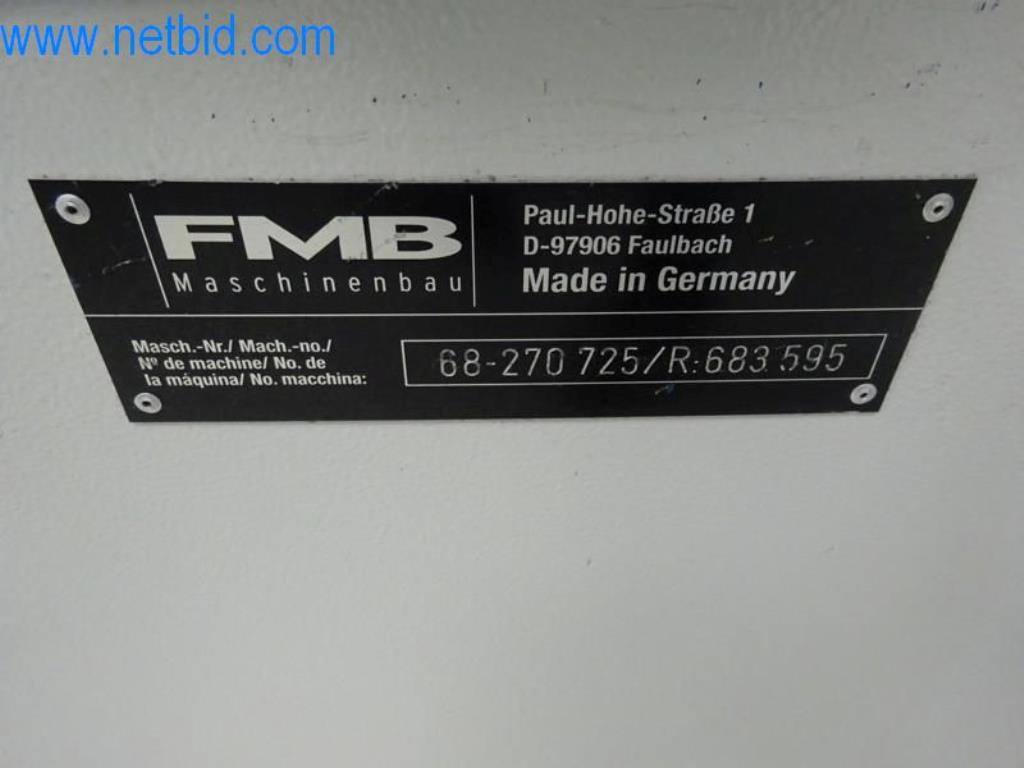 www.netbid.com
FMB
Maschinenbau
Paul-Hohe-Straße 1
D-97906 Faulbach
Made in Germany
Masch.-Nr./ Mach.-no./
Nº de machine/ No. de
la máquina/ No. macchina:
68-270 725/R:683.595